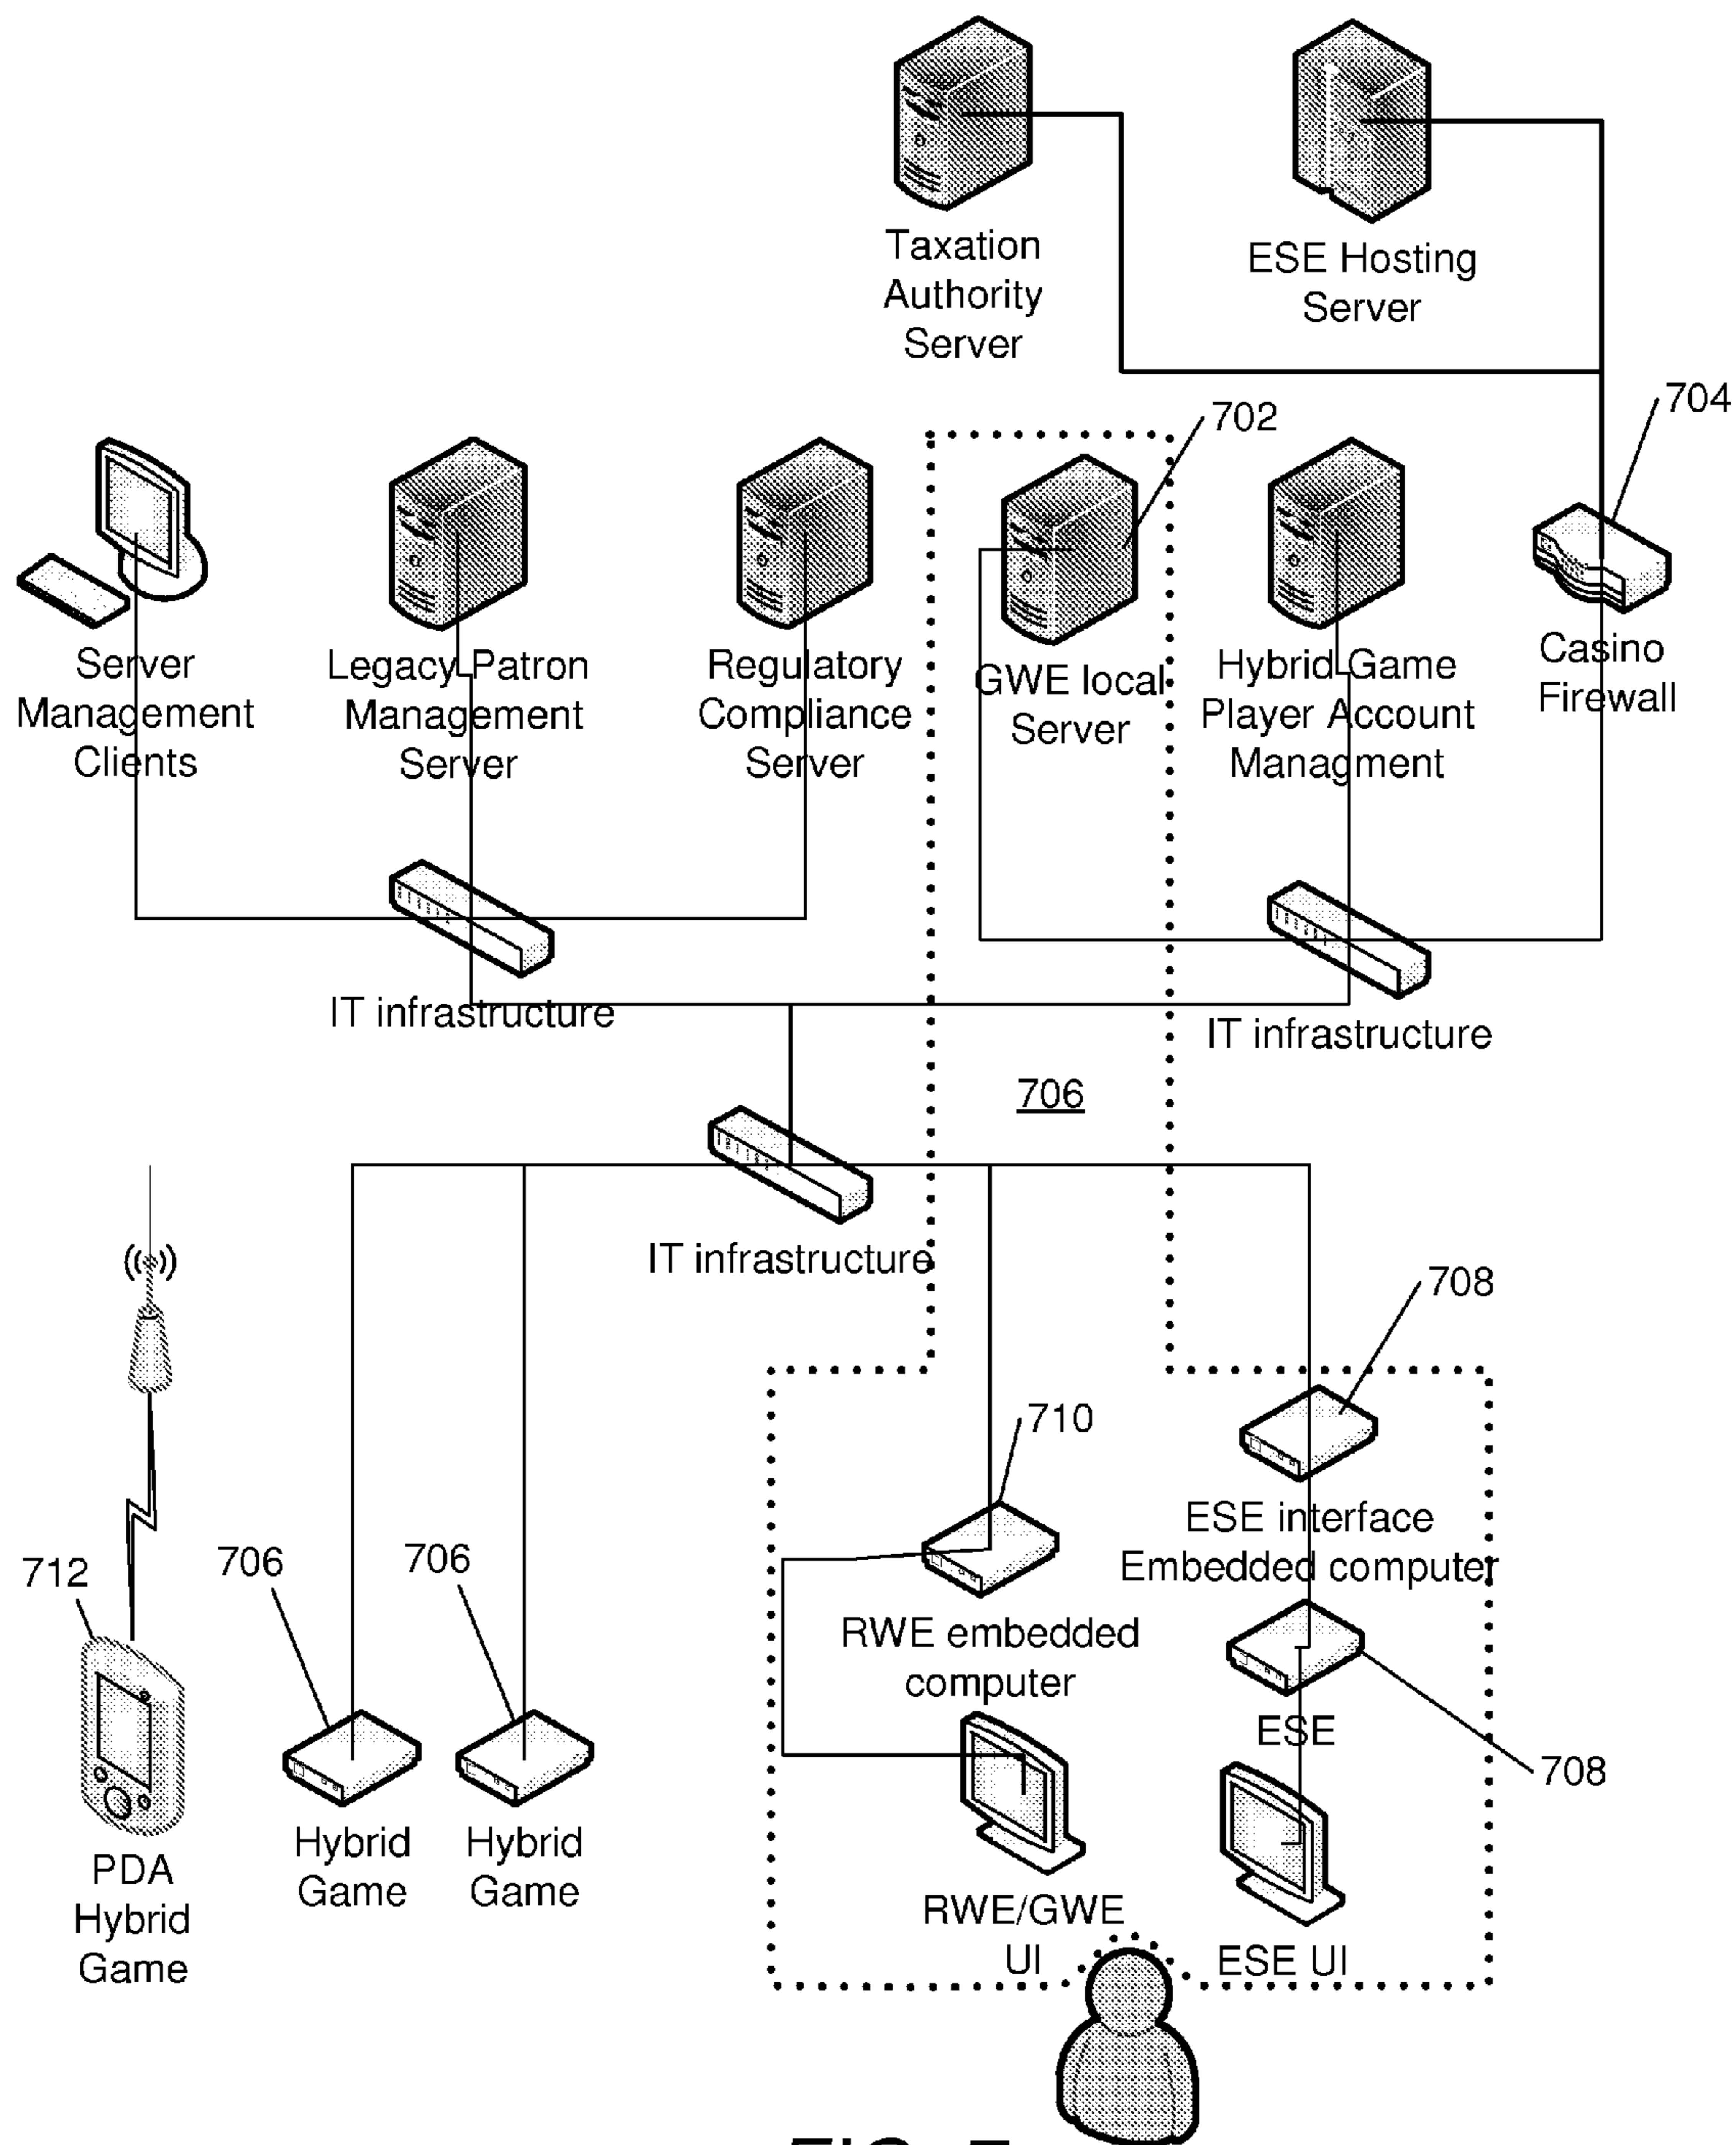 Taxation
Authority
Server
ESE Hosting
Server
704
702
Server
Management
Clients
Legacy Patron
Management
Server
Regulatory
Compliance
Server
GWE local
Server
Hybrid Game
Player Account
Managment
Casino
Firewall
IT infrastructure
IT infrastructure
706
IT infrastructure
708
710
ESE interface
Embedded computer
712
706
706
RWE embedded
computer
ESE
708
PDA
Hybrid
Game
Hybrid
Game
Hybrid
Game
RWE/GWE
UI
ESE UI